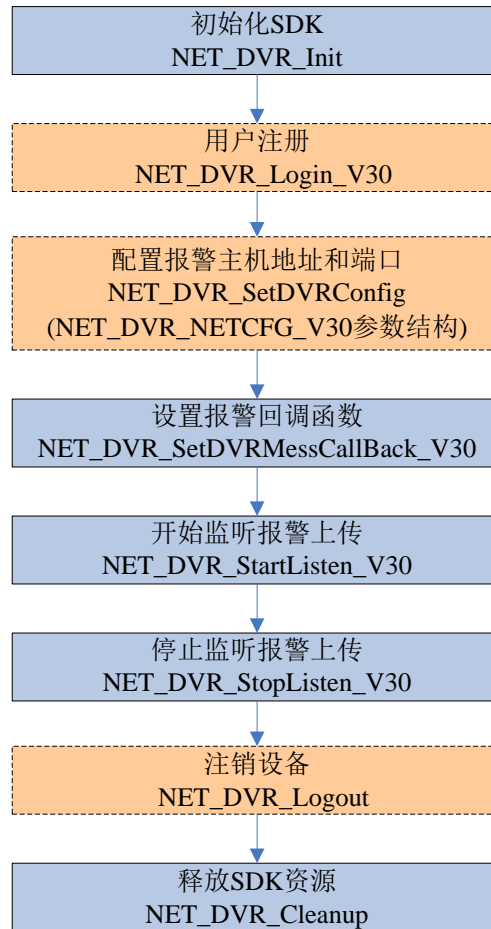 初始化SDK
NET_DVR_Init
用户注册
NET_DVR_Login_V30
配置报警主机地址和端口
NET_DVR_SetDVRConfig
(NET_DVR_NETCFG_V30参数结构)
设置报警回调函数
NET_DVR_SetDVRMessCallBack_V30
开始监听报警上传
NET_DVR_StartListen_V30
停止监听报警上传
NET_DVR_StopListen_V30
注销设备
NET_DVR_Logout
释放SDK资源
NET_DVR_Cleanup